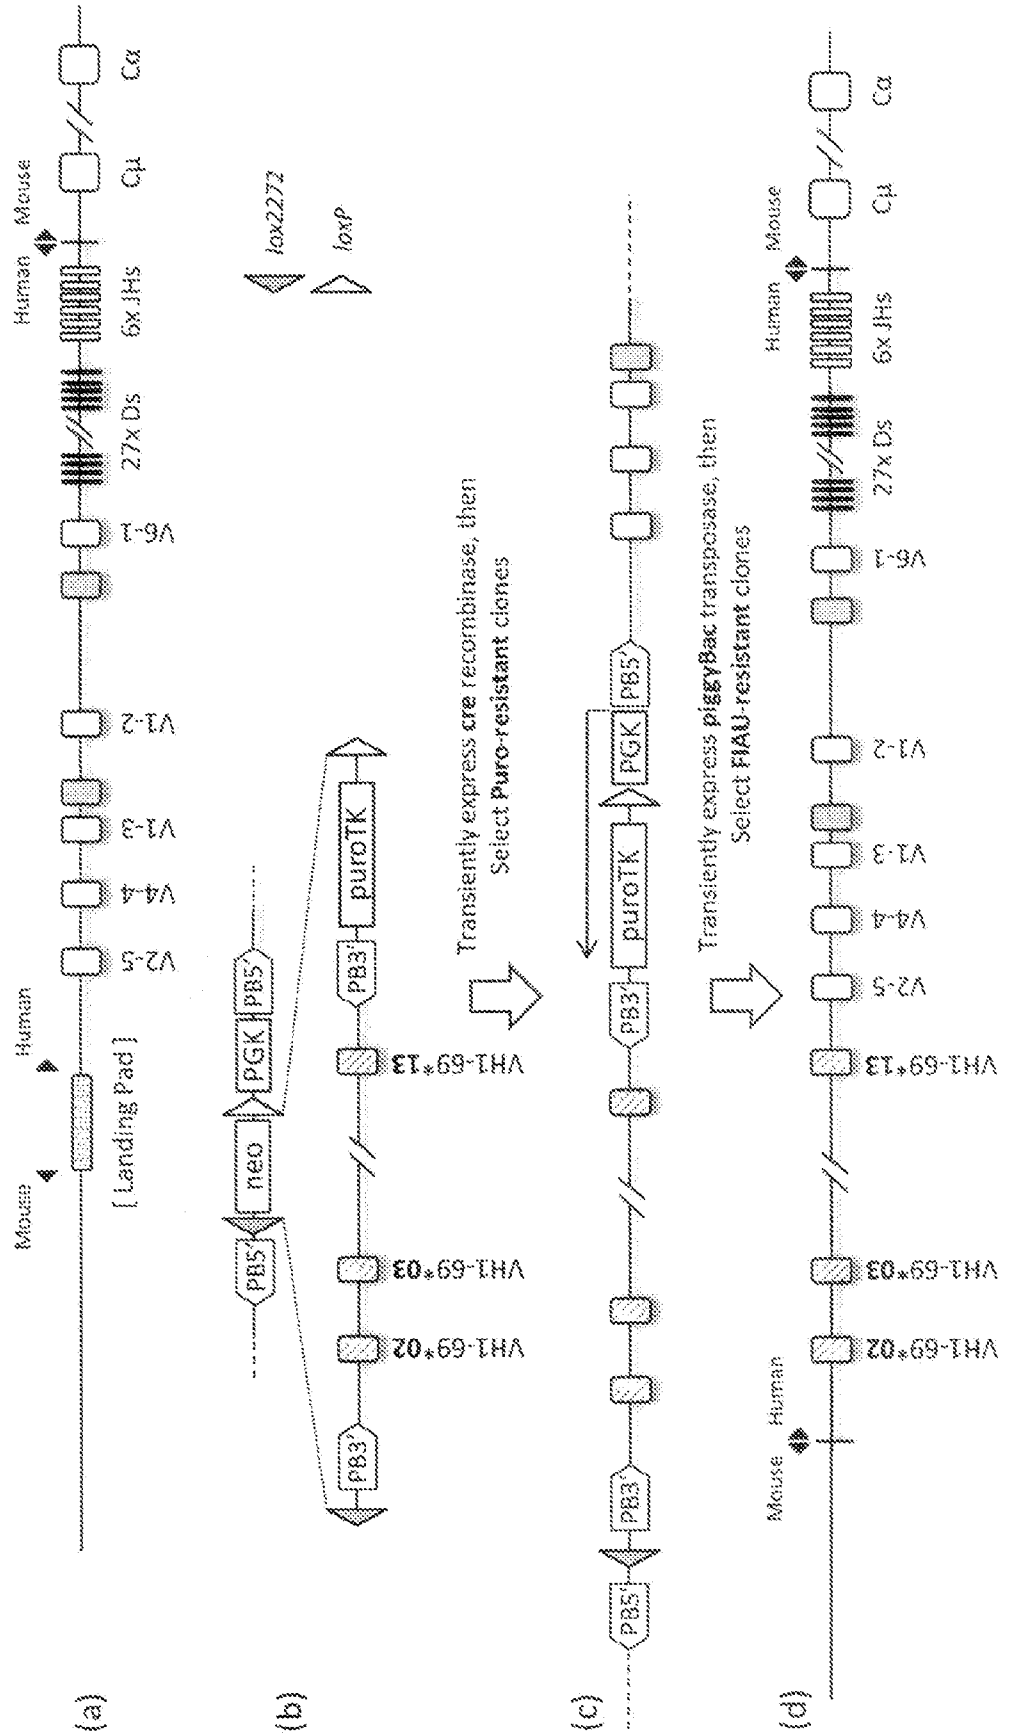 (a)
Mouse
Human
Human
Mouse
[ Landing Pad ]
V2-5
V4-4
V1-3
V1-2
V6-1
27x Ds
6x JHs
Cμ
Cα
(b)
PB5'
neo
PGK
PB5'
lox2272
loxP
PB3'
VH1-69*02
VH1-69*03
VH1-69*13
PB3'
puroTK
Transiently express cre recombinase, then
Select Puro-resistant clones
(c)
PB5'
PB3'
PB3'
puroTK
PGK
PB5'
Transiently express piggyBac transposase, then
Select FIAU-resistant clones
(d)
Mouse
Human
Human
Mouse
VH1-69*02
VH1-69*03
VH1-69*13
V2-5
V4-4
V1-3
V1-2
V6-1
27x Ds
6x JHs
Cμ
Cα